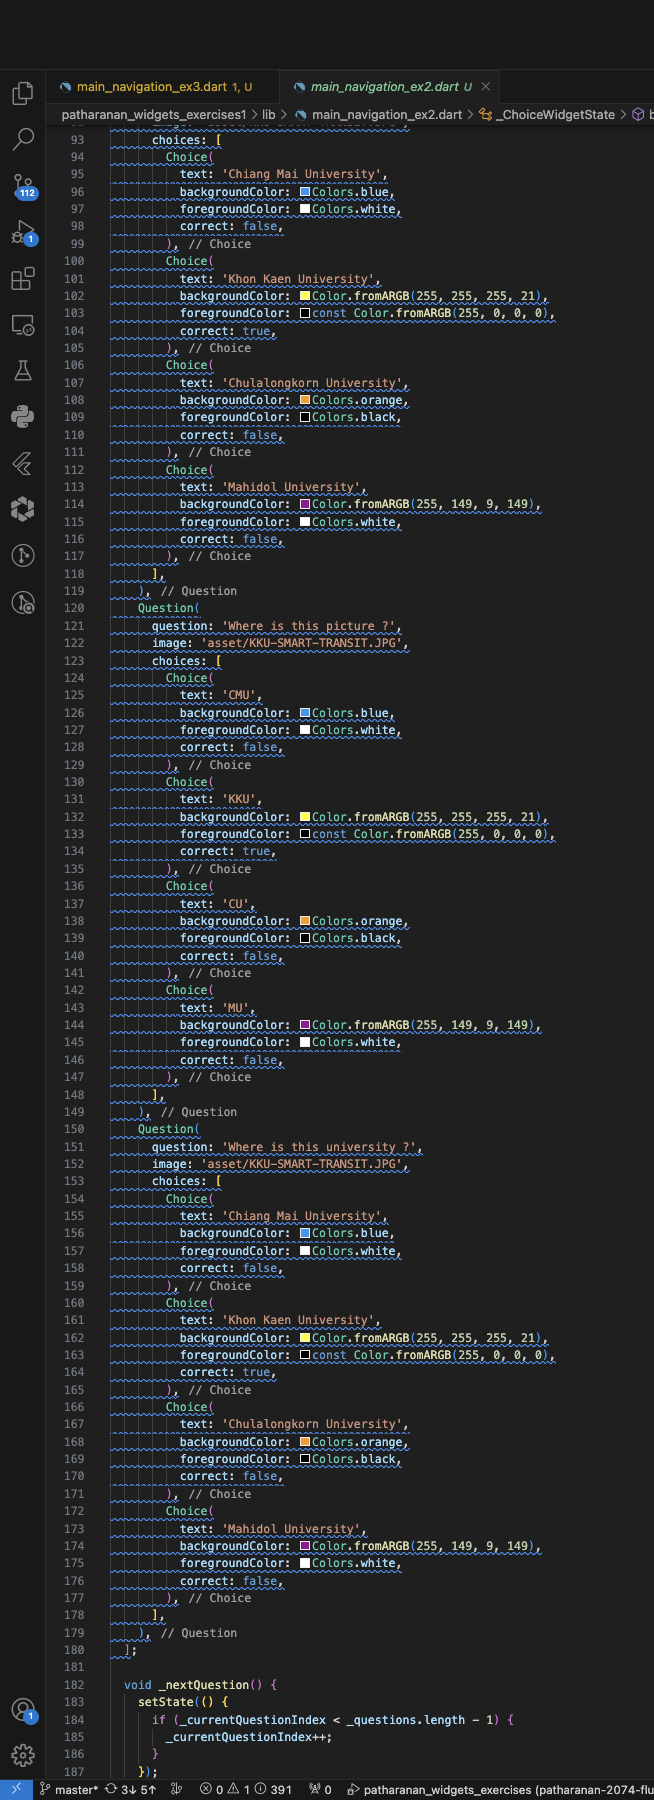 main_navigation_ex3.dart 1, U
main_navigation_ex2.dart U
patharanan_widgets_exercises1 > lib > main_navigation_ex2.dart > _ChoiceWidgetState >
93 choices: [
94 Choice(
95 text: 'Chiang Mai University',
96 backgroundColor: Colors.blue,
97 foregroundColor: Colors.white,
98 correct: false,
99 ), // Choice
100 Choice(
101 text: 'Khon Kaen University',
102 backgroundColor: Color.fromARGB(255, 255, 255, 21),
103 foregroundColor: const Color.fromARGB(255, 0, 0, 0),
104 correct: true,
105 ), // Choice
106 Choice(
107 text: 'Chulalongkorn University',
108 backgroundColor: Colors.orange,
109 foregroundColor: Colors.black,
110 correct: false,
111 ), // Choice
112 Choice(
113 text: 'Mahidol University',
114 backgroundColor: Color.fromARGB(255, 149, 9, 149),
115 foregroundColor: Colors.white,
116 correct: false,
117 ), // Choice
118 ],
119 ), // Question
120 Question(
121 question: 'Where is this picture ?',
122 image: 'asset/KKU-SMART-TRANSIT.JPG',
123 choices: [
124 Choice(
125 text: 'CMU',
126 backgroundColor: Colors.blue,
127 foregroundColor: Colors.white,
128 correct: false,
129 ), // Choice
130 Choice(
131 text: 'KKU',
132 backgroundColor: Color.fromARGB(255, 255, 255, 21),
133 foregroundColor: const Color.fromARGB(255, 0, 0, 0),
134 correct: true,
135 ), // Choice
136 Choice(
137 text: 'CU',
138 backgroundColor: Colors.orange,
139 foregroundColor: Colors.black,
140 correct: false,
141 ), // Choice
142 Choice(
143 text: 'MU',
144 backgroundColor: Color.fromARGB(255, 149, 9, 149),
145 foregroundColor: Colors.white,
146 correct: false,
147 ), // Choice
148 ],
149 ), // Question
150 Question(
151 question: 'Where is this university ?',
152 image: 'asset/KKU-SMART-TRANSIT.JPG',
153 choices: [
154 Choice(
155 text: 'Chiang Mai University',
156 backgroundColor: Colors.blue,
157 foregroundColor: Colors.white,
158 correct: false,
159 ), // Choice
160 Choice(
161 text: 'Khon Kaen University',
162 backgroundColor: Color.fromARGB(255, 255, 255, 21),
163 foregroundColor: const Color.fromARGB(255, 0, 0, 0),
164 correct: true,
165 ), // Choice
166 Choice(
167 text: 'Chulalongkorn University',
168 backgroundColor: Colors.orange,
169 foregroundColor: Colors.black,
170 correct: false,
171 ), // Choice
172 Choice(
173 text: 'Mahidol University',
174 backgroundColor: Color.fromARGB(255, 149, 9, 149),
175 foregroundColor: Colors.white,
176 correct: false,
177 ), // Choice
178 ],
179 ), // Question
180 ];
181
182 void _nextQuestion() {
183 setState(() {
184 if (_currentQuestionIndex < _questions.length - 1) {
185 _currentQuestionIndex++;
186 }
187 });
112
1
1
master* 3↓ 5↑ 0 1 391 0 patharanan_widgets_exercises (patharanan-2074-flu